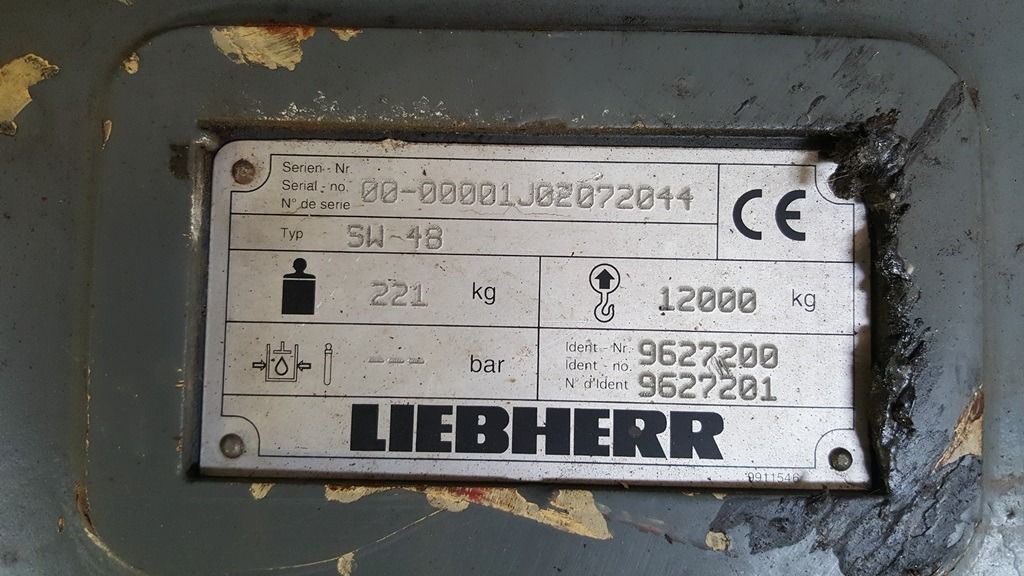 Serien - Nr.
Serial - no. 00-00001J02072044
N° de serie
CE
Typ SW-48
221 kg
12000 kg
--- bar
Ident - Nr. 9627200
Ident - no.
N° d'Ident 9627201
LIEBHERR
9911546